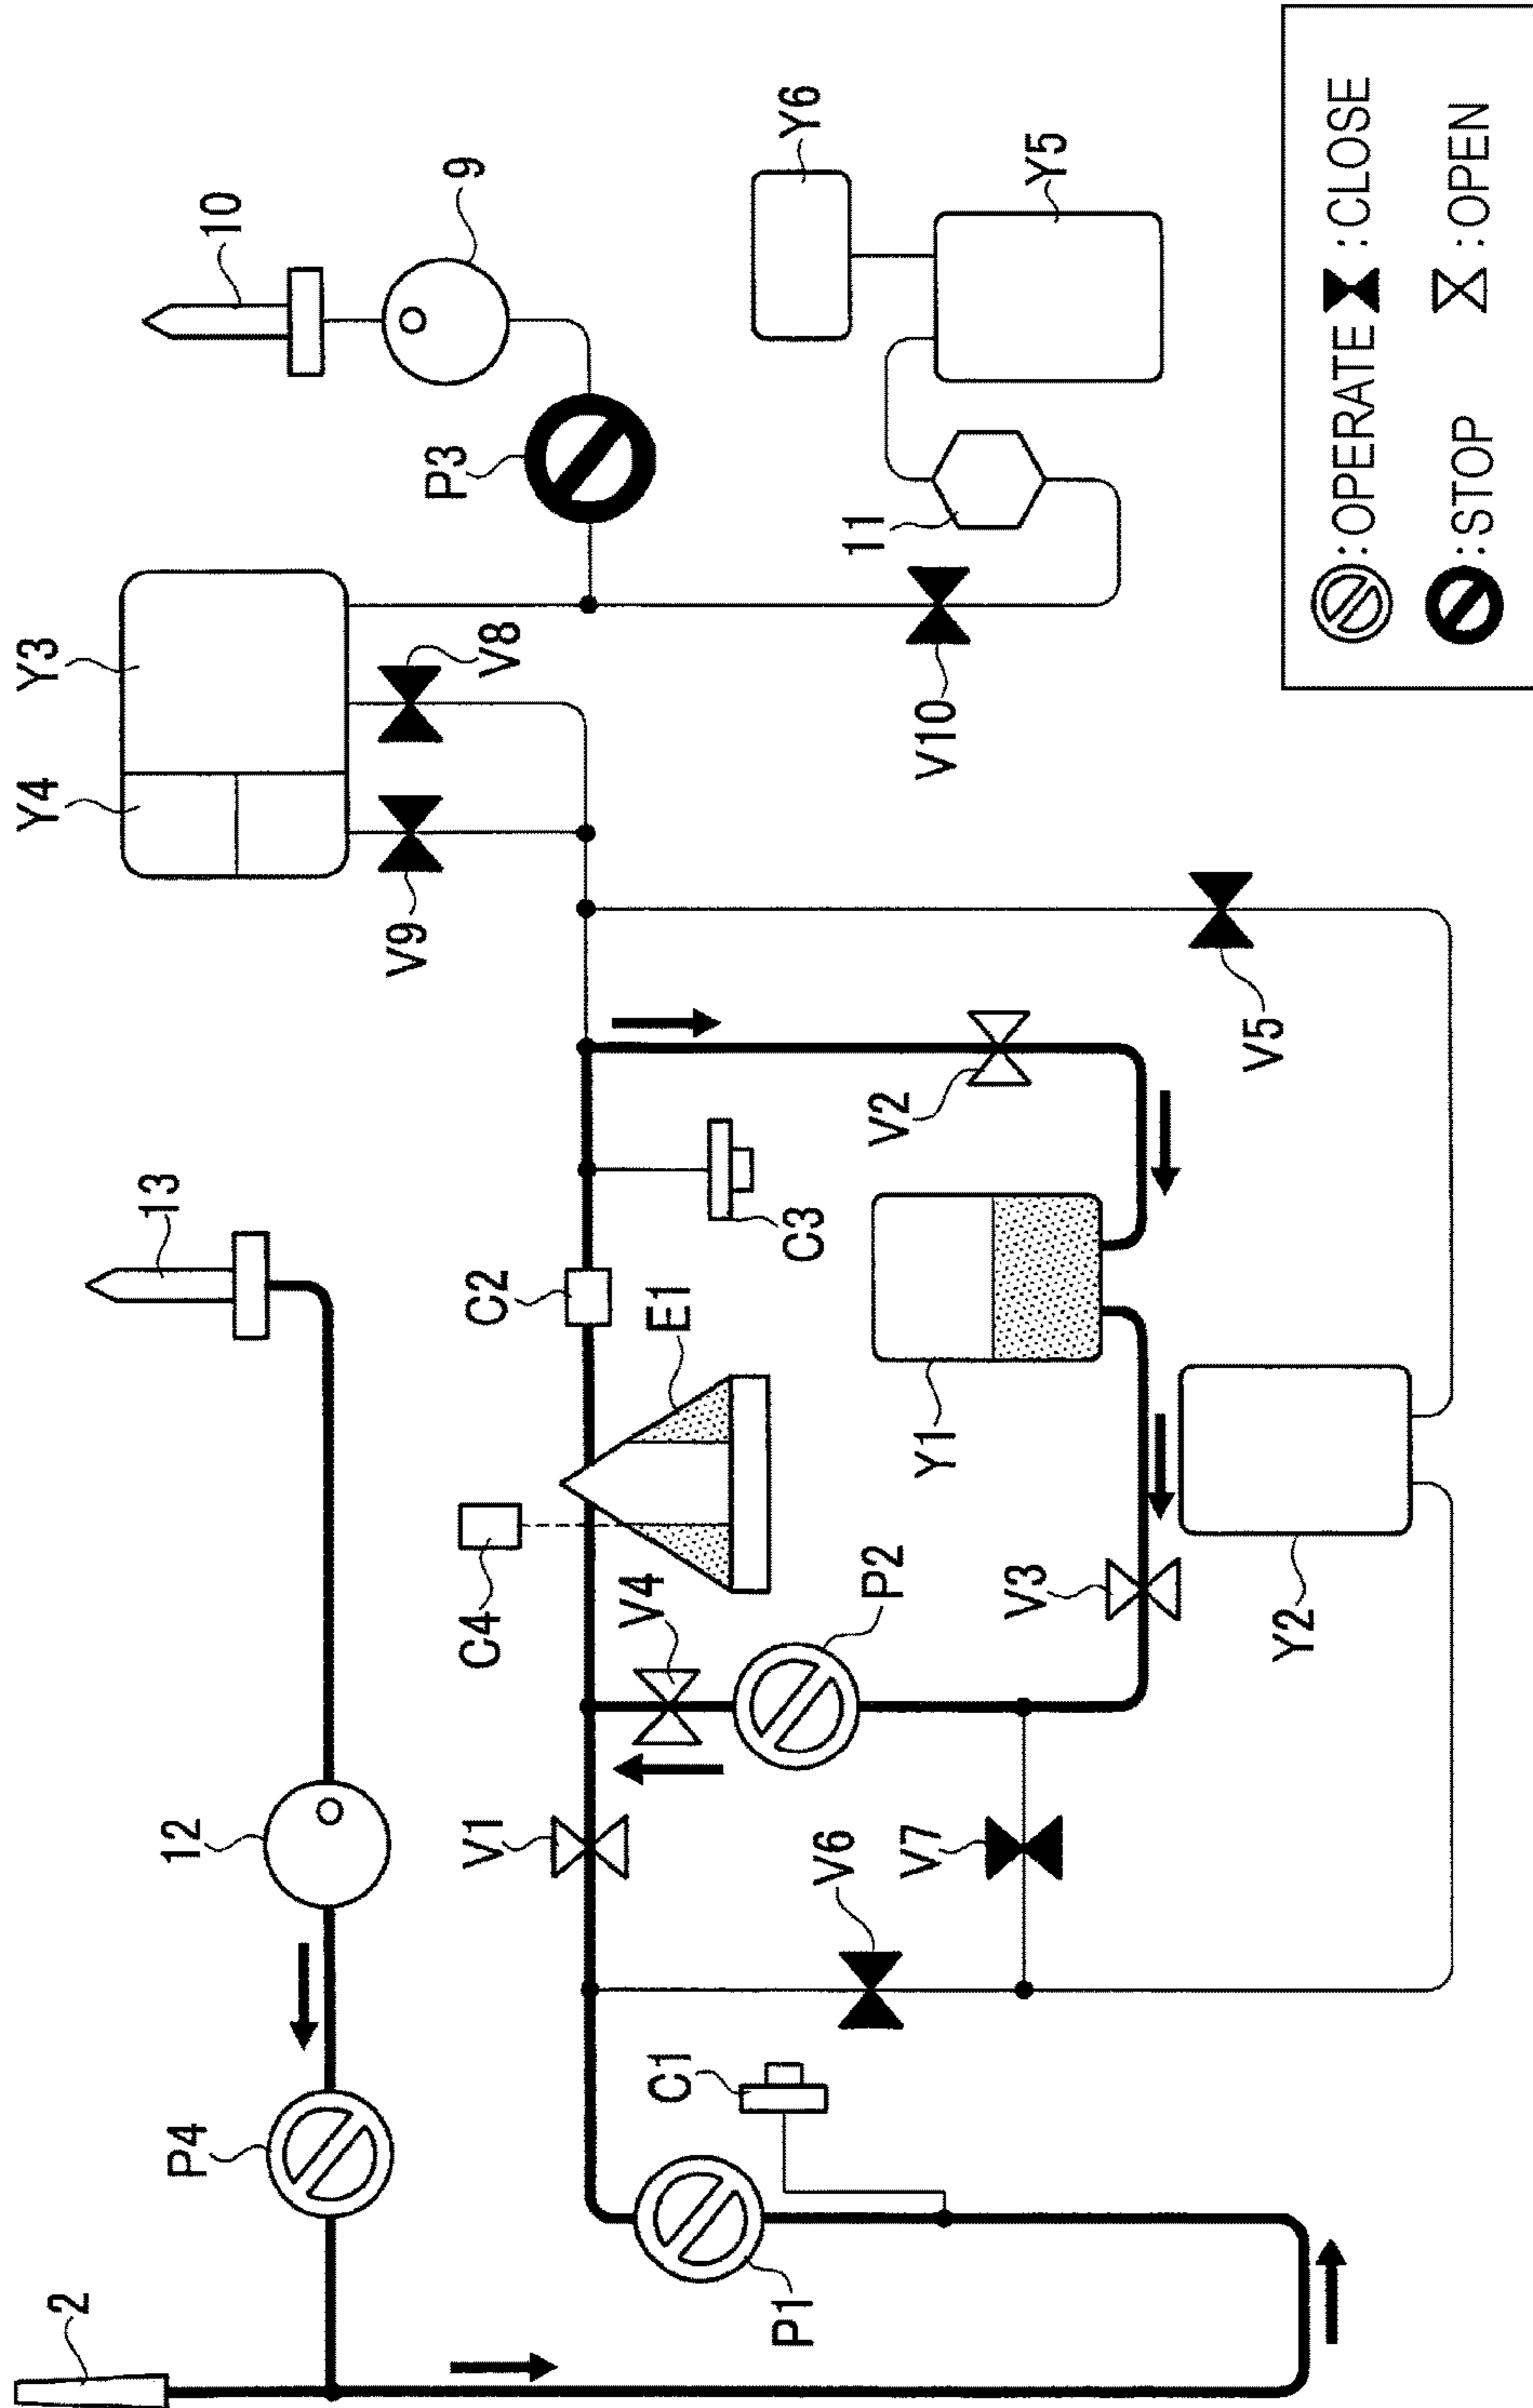 Y4
Y3
10
9
V9
V8
P3
Y6
13
11
Y5
V10
C2
C3
V2
V5
E1
C4
V4
Y1
P2
V3
Y2
12
V1
V6
V7
P4
C1
P1
2
:OPERATE :CLOSE
:STOP :OPEN